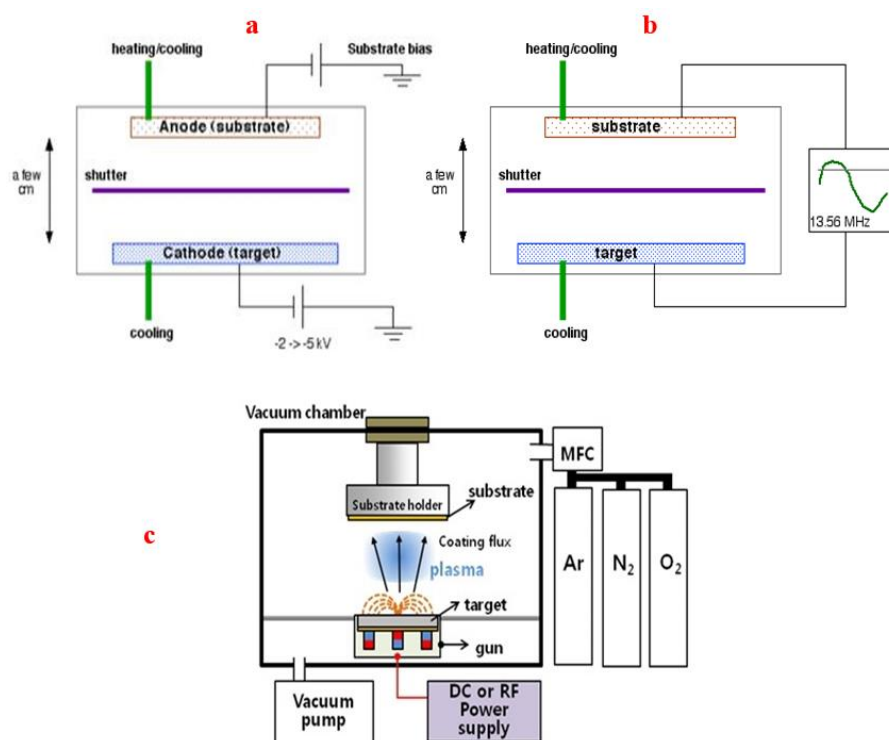 a
heating/cooling
Substrate bias
Anode (substrate)
a few
cm
shutter
Cathode (target)
cooling
-2 -> -5 kV
b
heating/cooling
substrate
a few
cm
shutter
13.56 MHz
target
cooling
c
Vacuum chamber
MFC
substrate
Substrate holder
Coating flux
plasma
Ar
N₂
O₂
target
gun
Vacuum
pump
DC or RF
Power
supply